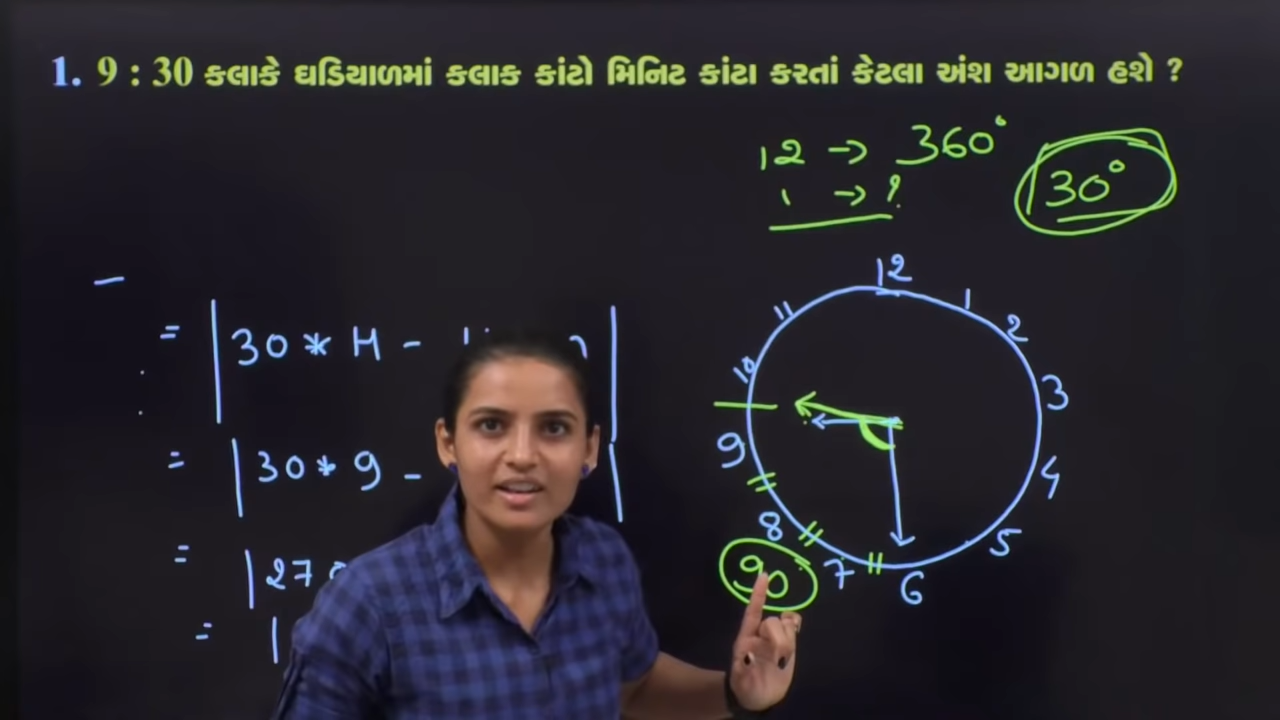 1. 9 : 30 કલાકે ઘડિયાળમાં કલાક કાંટો મિનિટ કાંટા કરતાં કેટલા અંશ આગળ હશે ?
12 → 360°
1 → ?
30°
= | 30 * H - |
= | 30 * 9 - |
= | 270
= |
12
1
2
3
4
5
6
7
8
9
10
11
90